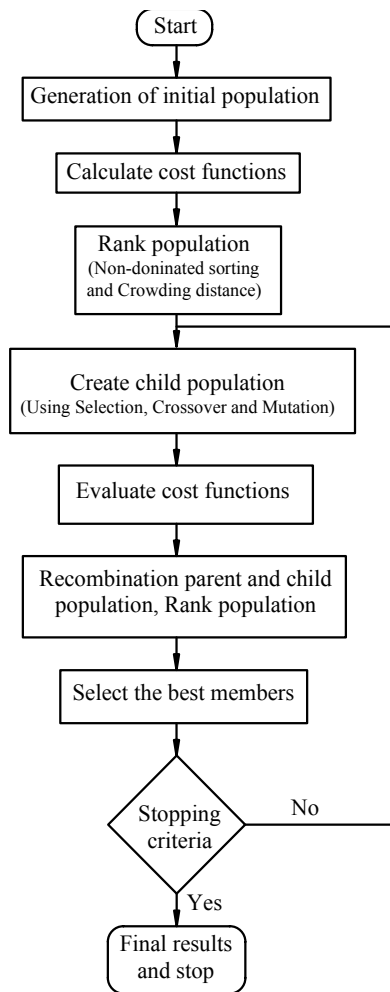 Start
Generation of initial population
Calculate cost functions
Rank population
(Non-doninated sorting
and Crowding distance)
Create child population
(Using Selection, Crossover and Mutation)
Evaluate cost functions
Recombination parent and child
population, Rank population
Select the best members
Stopping
criteria
No
Yes
Final results
and stop